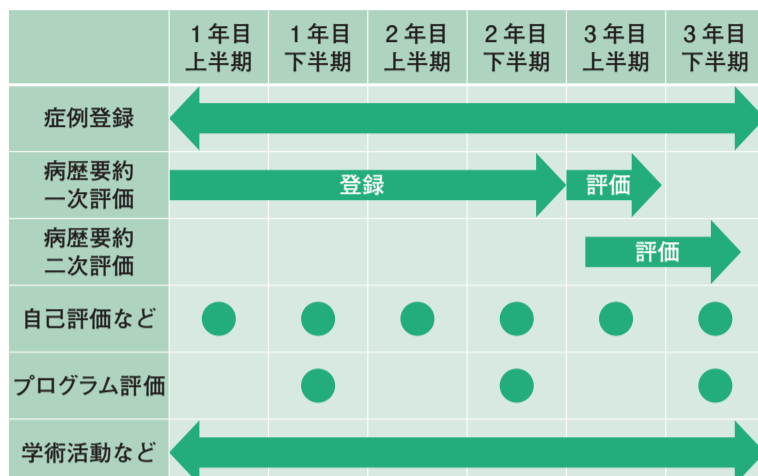 1年目 上半期
1年目 下半期
2年目 上半期
2年目 下半期
3年目 上半期
3年目 下半期
症例登録
病歴要約
一次評価
登録
評価
病歴要約
二次評価
評価
自己評価など
プログラム評価
学術活動など